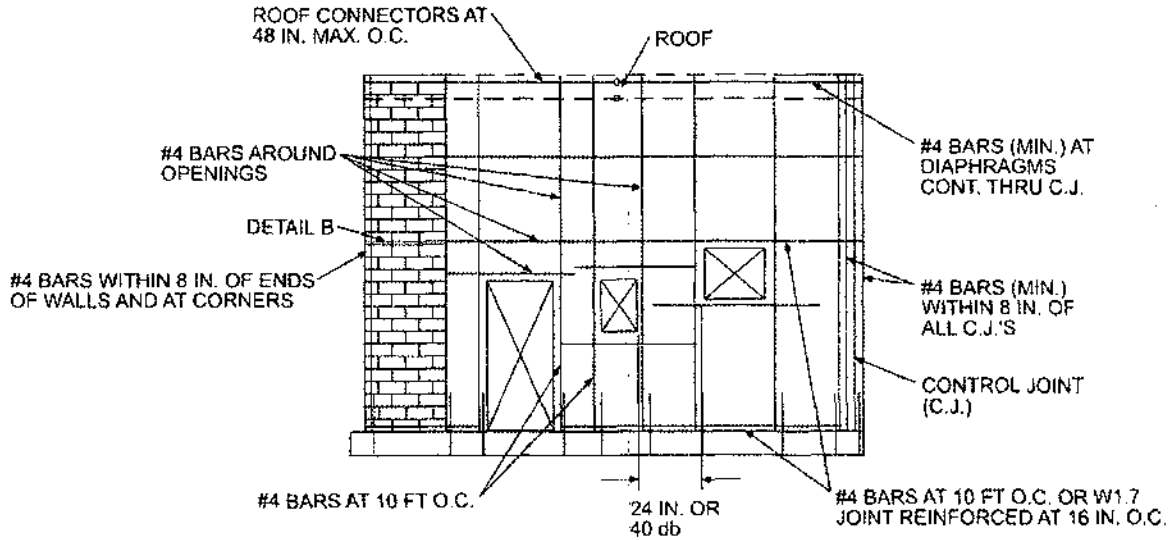 ROOF CONNECTORS AT
48 IN. MAX. O.C.
ROOF
#4 BARS AROUND
OPENINGS
#4 BARS (MIN.) AT
DIAPHRAGMS
CONT. THRU C.J.
DETAIL B
#4 BARS WITHIN 8 IN. OF ENDS
OF WALLS AND AT CORNERS
#4 BARS (MIN.)
WITHIN 8 IN. OF
ALL C.J.'S
CONTROL JOINT
(C.J.)
#4 BARS AT 10 FT O.C.
24 IN. OR
40 db
#4 BARS AT 10 FT O.C. OR W1.7
JOINT REINFORCED AT 16 IN. O.C.